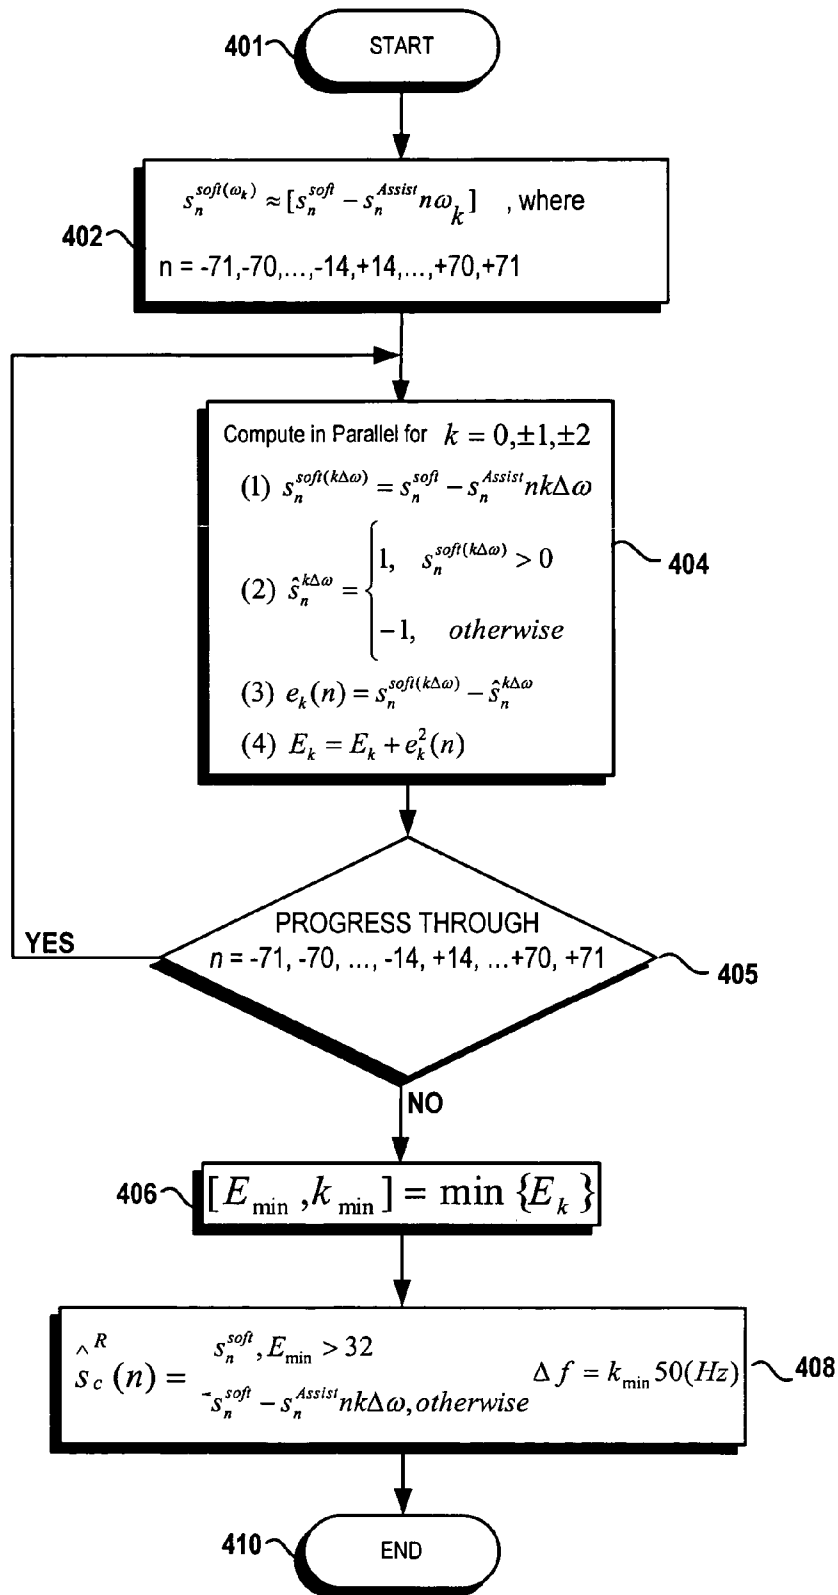 401
START
402
s_n^{soft(ω_k)} ≈ [s_n^{soft} - s_n^{Assist} nω_k] , where
n = -71,-70,...,-14,+14,...,+70,+71
404
Compute in Parallel for k = 0,±1,±2
(1) s_n^{soft(kΔω)} = s_n^{soft} - s_n^{Assist} nkΔω
(2) ŝ_n^{kΔω} = { 1, s_n^{soft(kΔω)} > 0
-1, otherwise
(3) e_k(n) = s_n^{soft(kΔω)} - ŝ_n^{kΔω}
(4) E_k = E_k + e_k^2(n)
PROGRESS THROUGH
n = -71, -70, ..., -14, +14, ...+70, +71
405
YES
NO
406
[E_min ,k_min] = min {E_k}
408
ŝ_c^R(n) = s_n^{soft}, E_min > 32
s_n^{soft} - s_n^{Assist} nkΔω, otherwise
Δf = k_min 50(Hz)
410
END